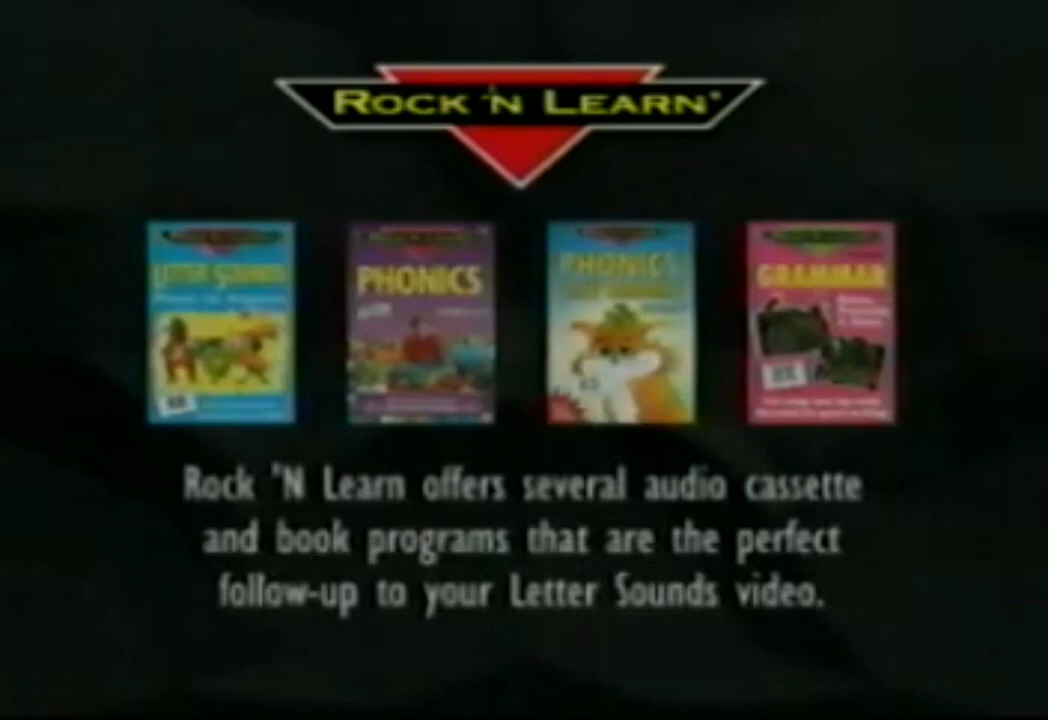 ROCK 'N LEARN®
LETTER SOUNDS
PHONICS
PHONICS
GRAMMAR
Rock 'N Learn offers several audio cassette
and book programs that are the perfect
follow-up to your Letter Sounds video.